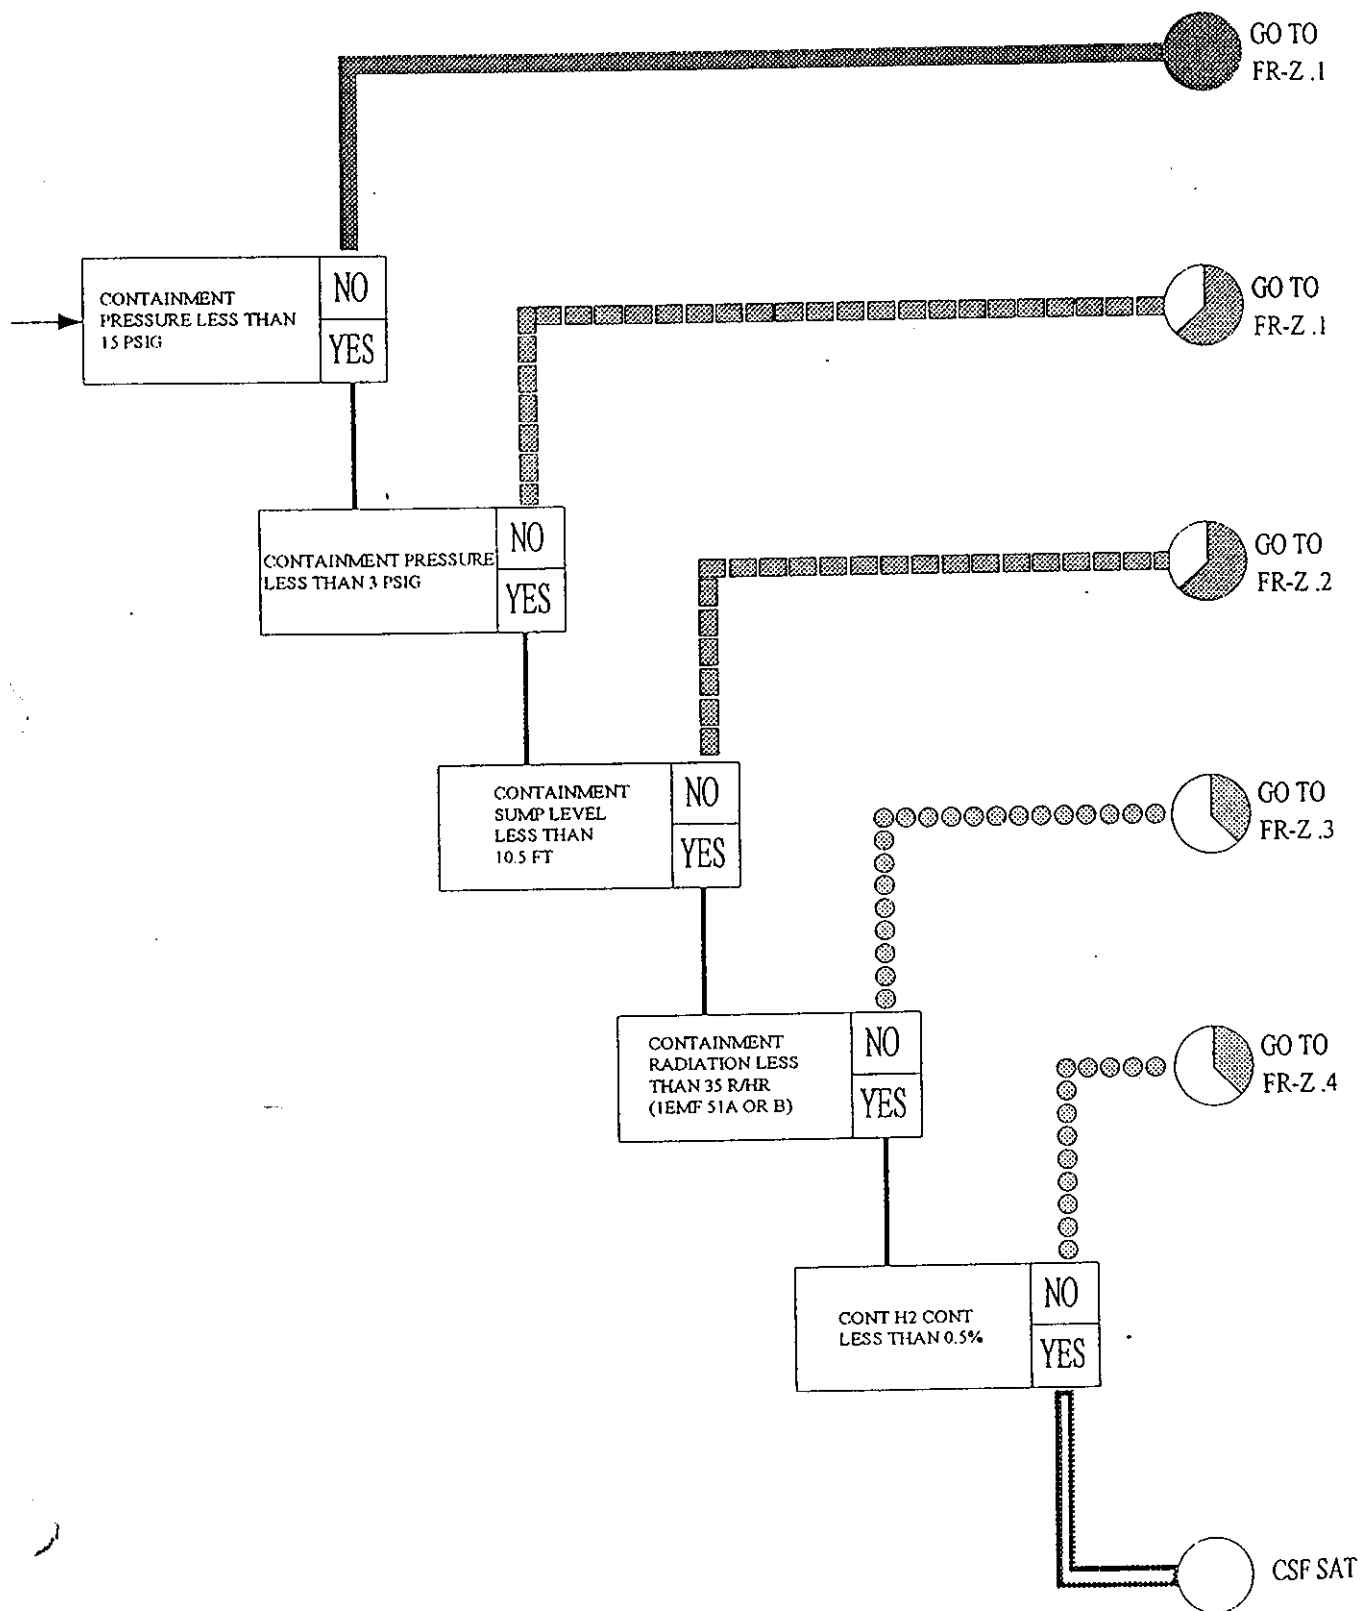 GO TO
FR-Z .1
CONTAINMENT
PRESSURE LESS THAN
15 PSIG
NO
YES
GO TO
FR-Z .1
CONTAINMENT PRESSURE
LESS THAN 3 PSIG
NO
YES
GO TO
FR-Z .2
CONTAINMENT
SUMP LEVEL
LESS THAN
10.5 FT
NO
YES
GO TO
FR-Z .3
CONTAINMENT
RADIATION LESS
THAN 35 R/HR
(1EMF 51A OR B)
NO
YES
GO TO
FR-Z .4
CONT H2 CONT
LESS THAN 0.5%
NO
YES
CSF SAT